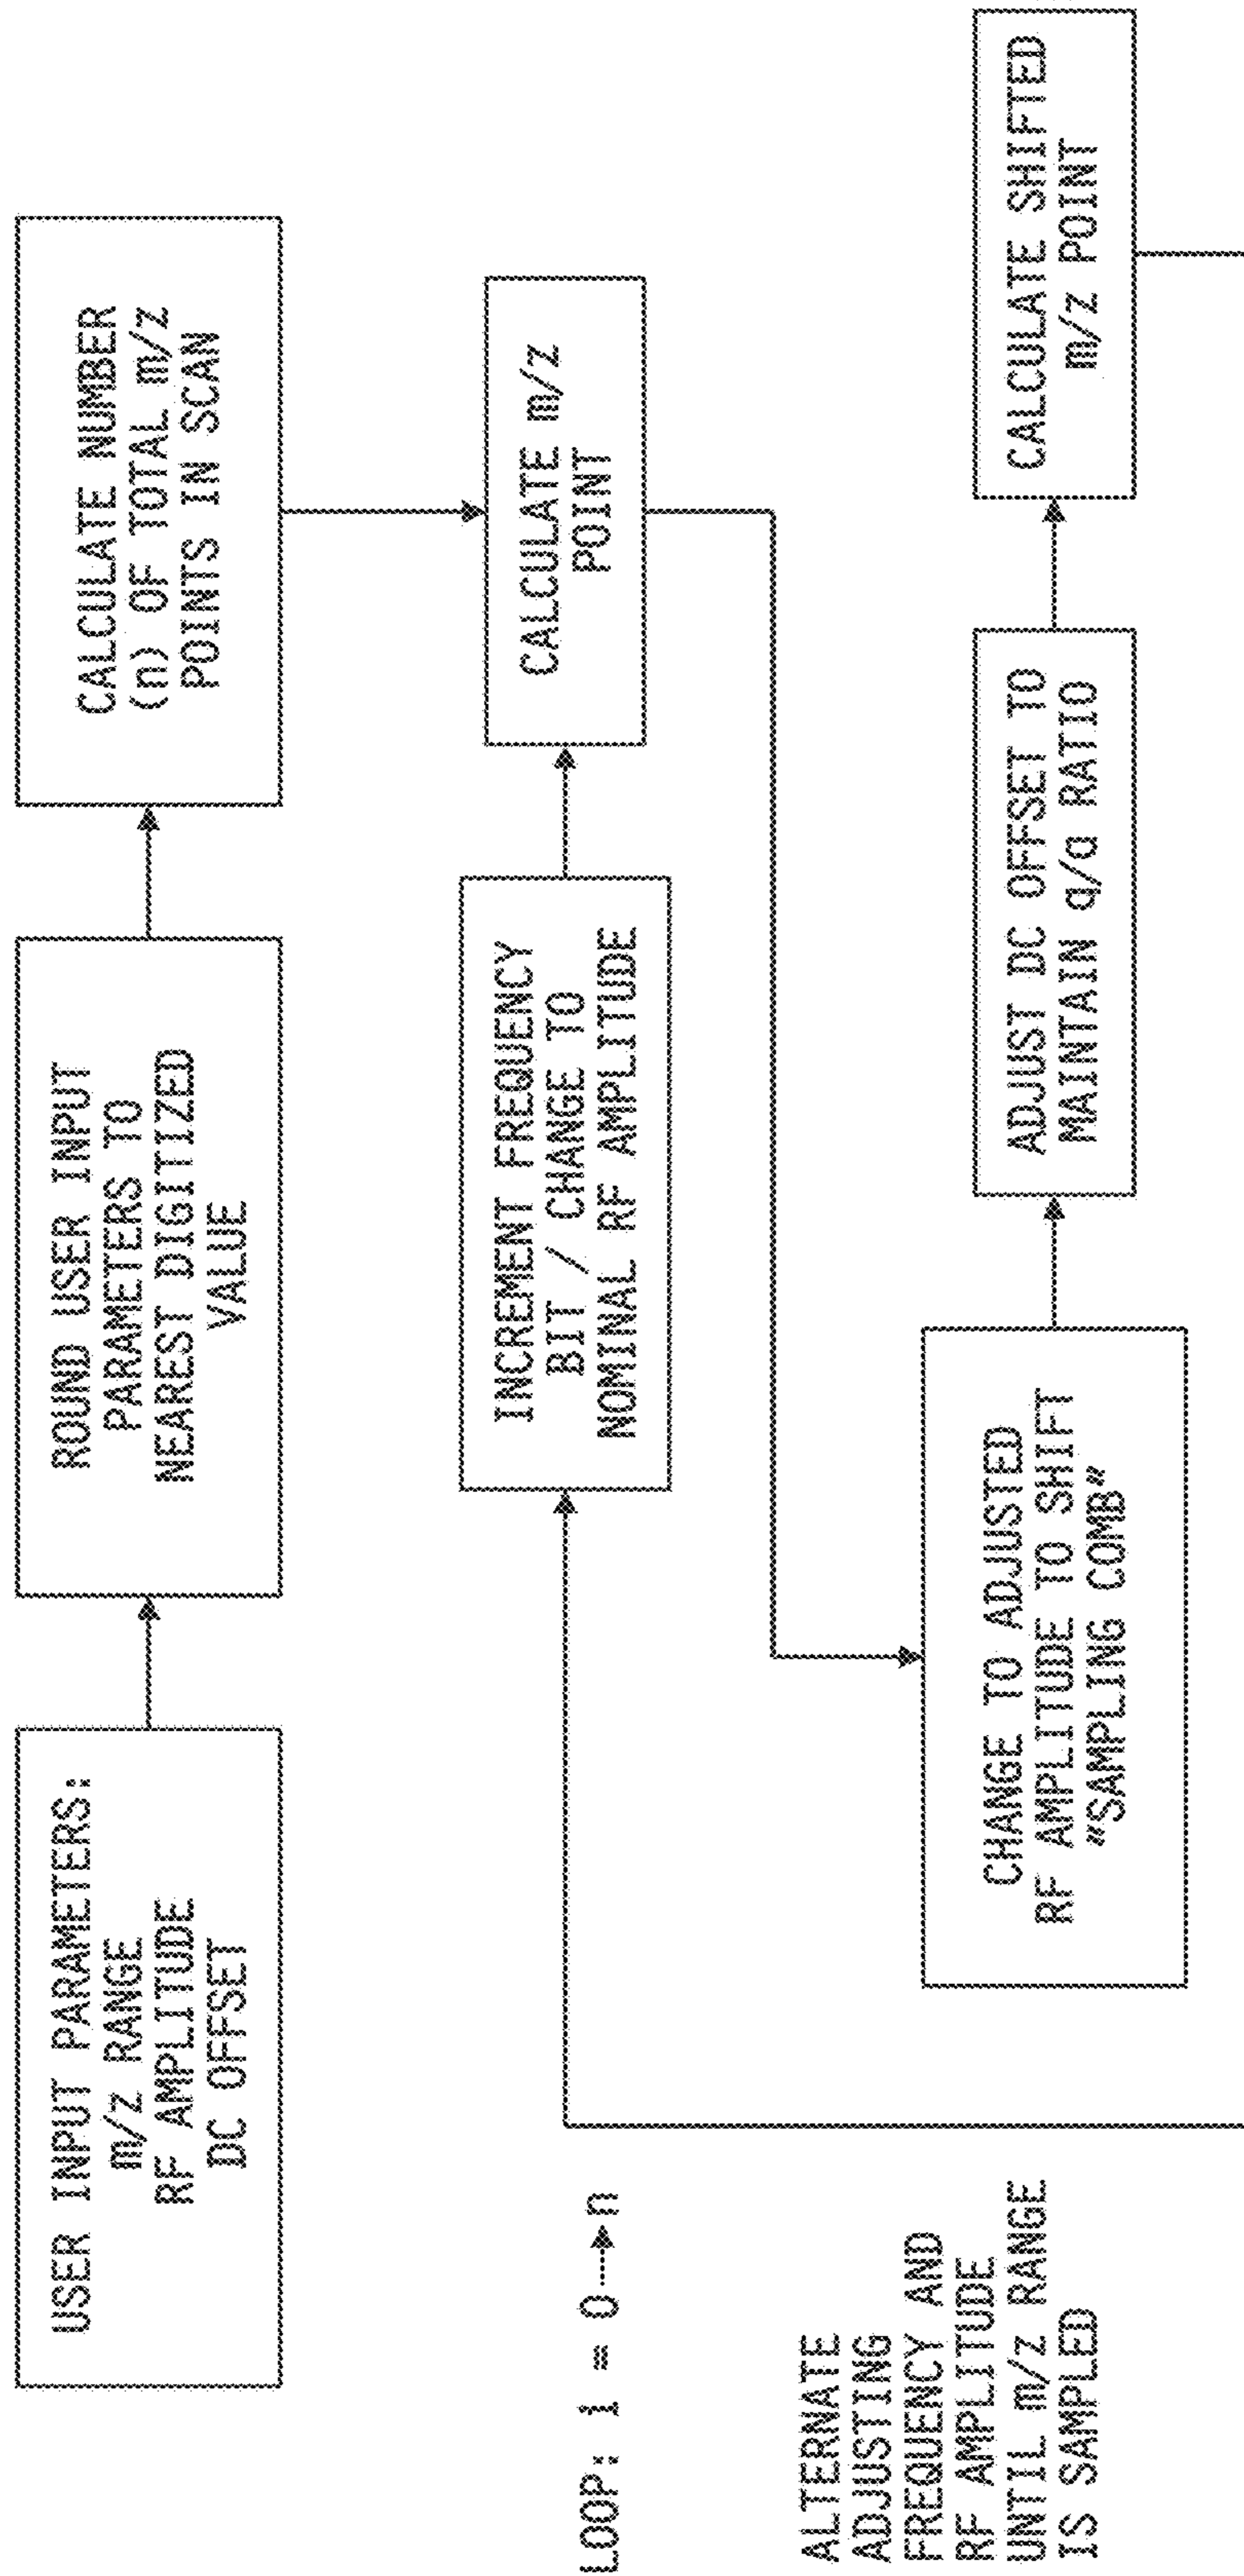 USER INPUT PARAMETERS:
m/z RANGE
RF AMPLITUDE
DC OFFSET
ROUND USER INPUT
PARAMETERS TO
NEAREST DIGITIZED
VALUE
CALCULATE NUMBER
(n) OF TOTAL m/z
POINTS IN SCAN
LOOP: i = 0→n
INCREMENT FREQUENCY
BIT / CHANGE TO
NOMINAL RF AMPLITUDE
CALCULATE m/z
POINT
ALTERNATE
ADJUSTING
FREQUENCY AND
RF AMPLITUDE
UNTIL m/z RANGE
IS SAMPLED
CHANGE TO ADJUSTED
RF AMPLITUDE TO SHIFT
"SAMPLING COMB"
ADJUST DC OFFSET TO
MAINTAIN q/a RATIO
CALCULATE SHIFTED
m/z POINT